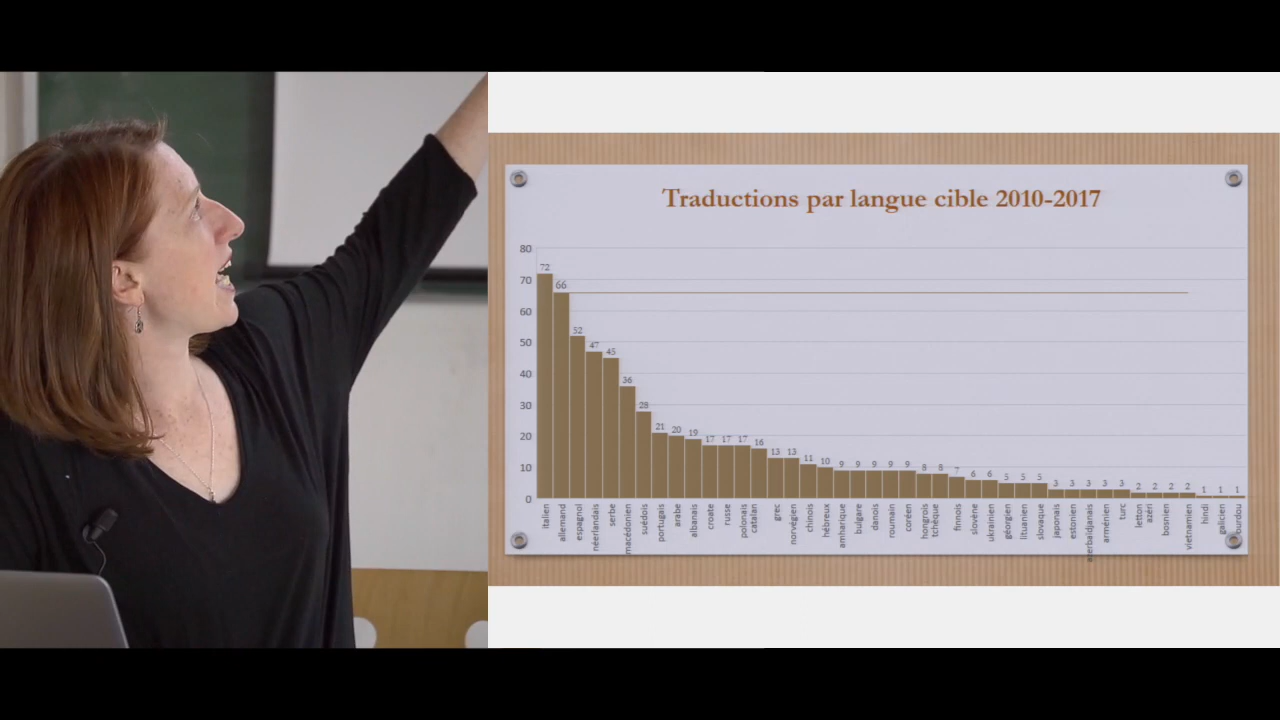 Traductions par langue cible 2010-2017
80
70
60
50
40
30
20
10
0
72
66
52
47
45
36
28
21
20
19
17
17
17
16
13
13
11
10
9
9
9
9
9
8
8
7
6
6
5
5
5
3
3
3
3
3
2
2
2
2
1
1
1
italien
allemand
espagnol
néerlandais
serbe
macédonien
suédois
portugais
arabe
albanais
croate
russe
polonais
catalan
grec
norvégien
chinois
hébreux
amharique
bulgare
danois
roumain
coréen
hongrois
tchèque
finnois
slovène
ukrainien
géorgien
lituanien
slovaque
japonais
estonien
azerbaïdjanais
arménien
turc
letton
azéri
bosnien
vietnamien
hindi
galicien
ourdou